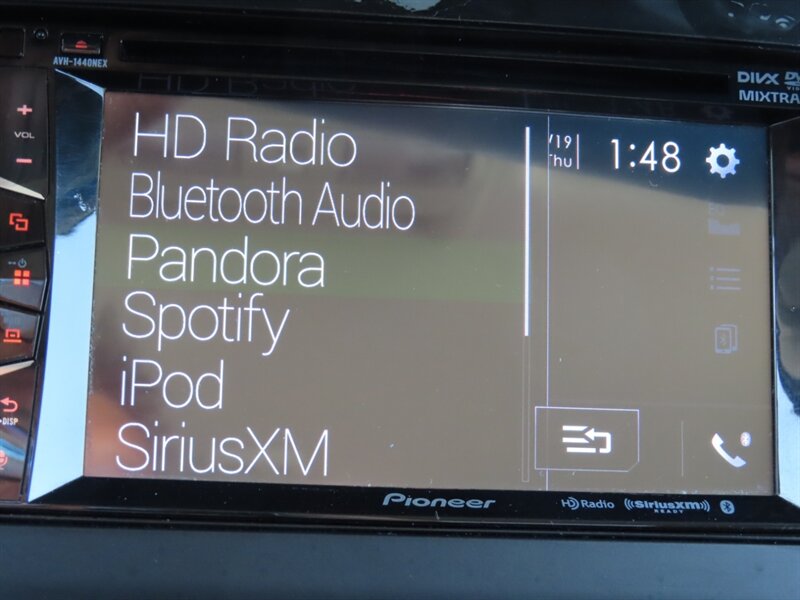 AVH-1440NEX
DIVX
MIXTRA
VOL
HD Radio
Bluetooth Audio
Pandora
Spotify
iPod
SiriusXM
/19
Thu
1:48
DISP
Pioneer
HD Radio
((SiriusXM))
READY